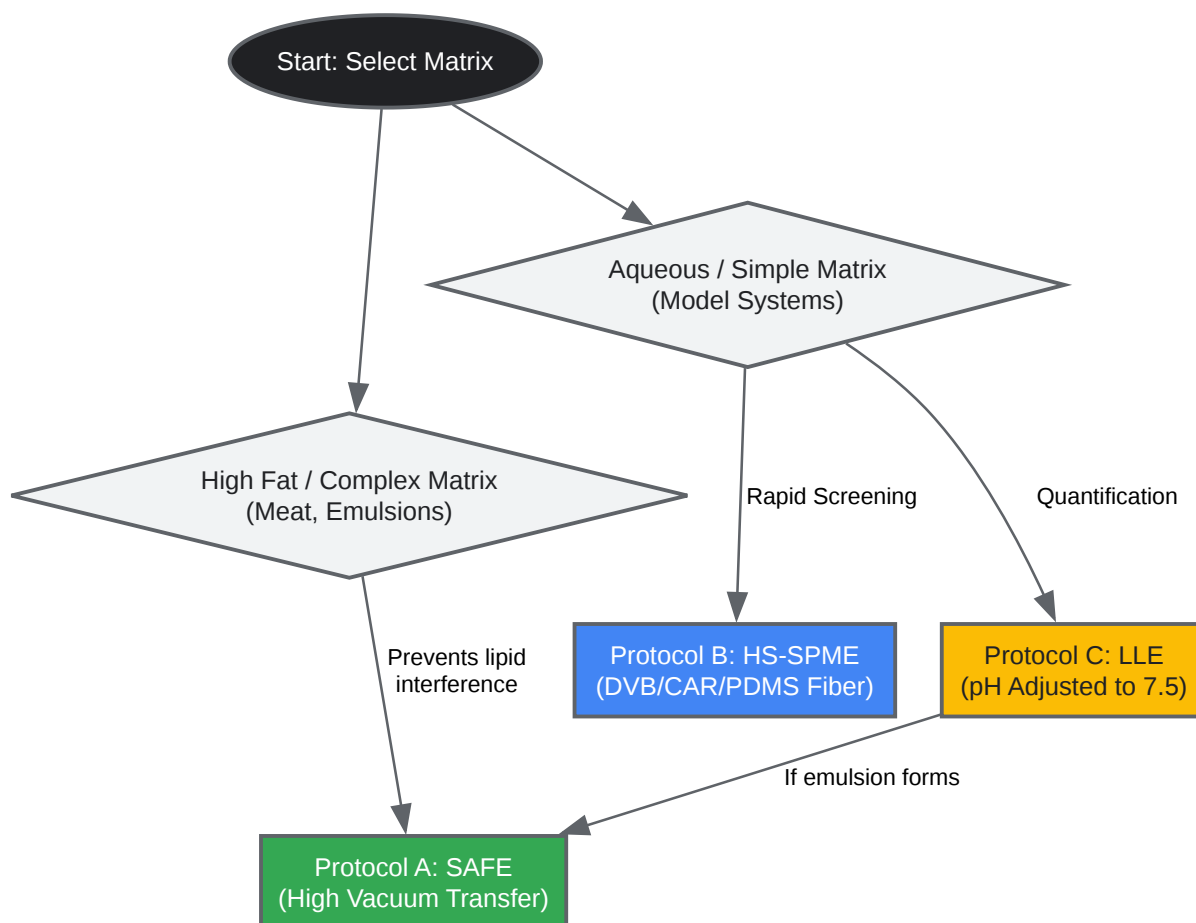 Start: Select Matrix
Aqueous / Simple Matrix
(Model Systems)
High Fat / Complex Matrix
(Meat, Emulsions)
Rapid Screening
Quantification
Prevents lipid
interference
Protocol B: HS-SPME
(DVB/CAR/PDMS Fiber)
Protocol C: LLE
(pH Adjusted to 7.5)
If emulsion forms
Protocol A: SAFE
(High Vacuum Transfer)